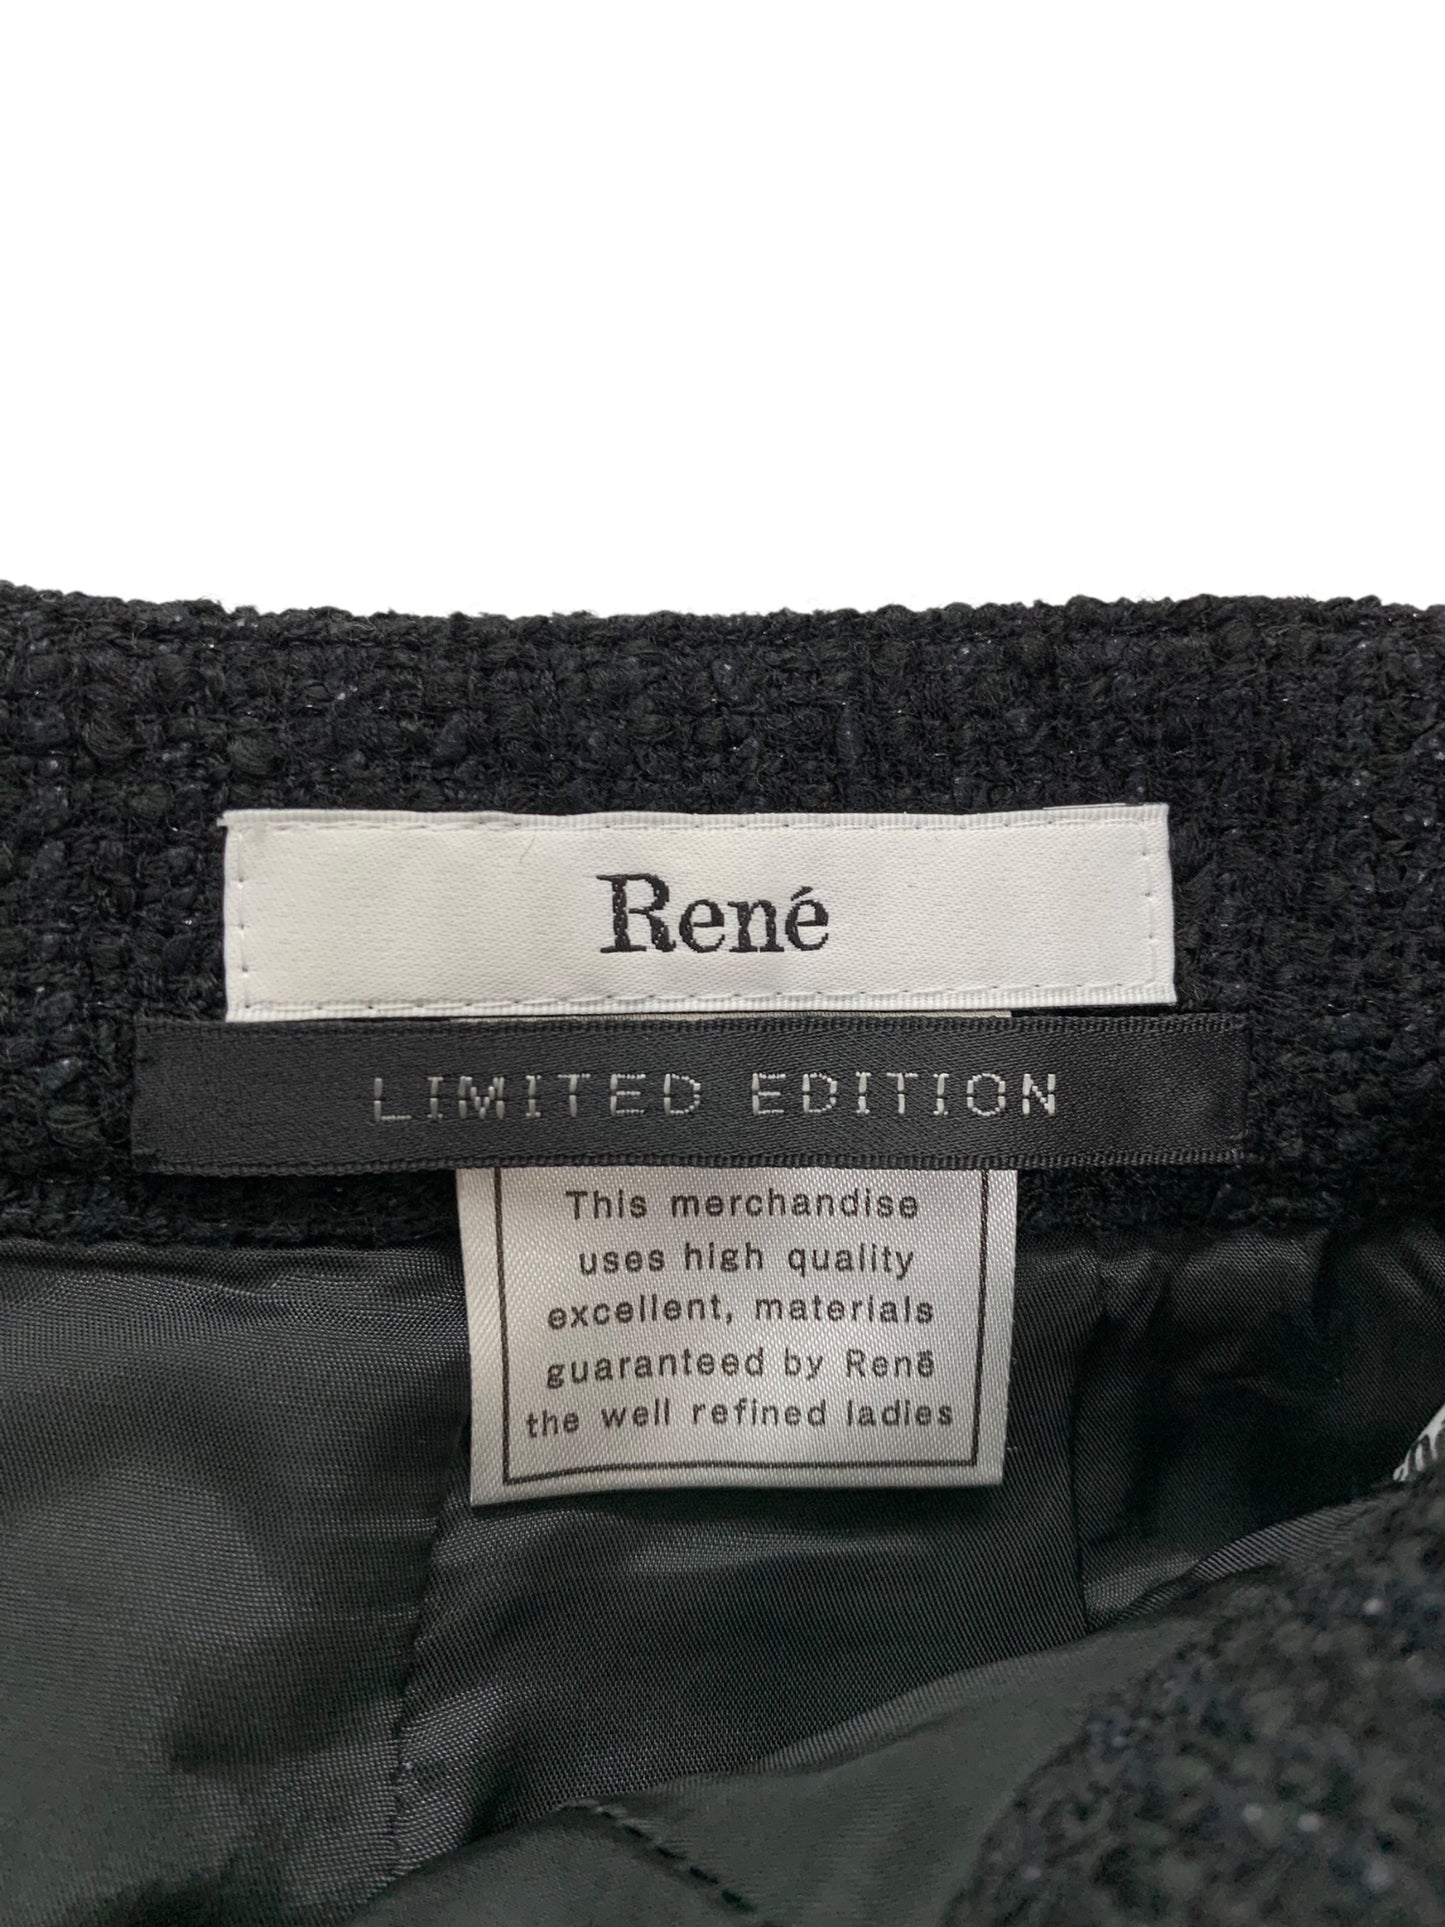 René
LIMITED EDITION
This merchandise
uses high quality
excellent, materials
guaranteed by Renē
the well refined ladies